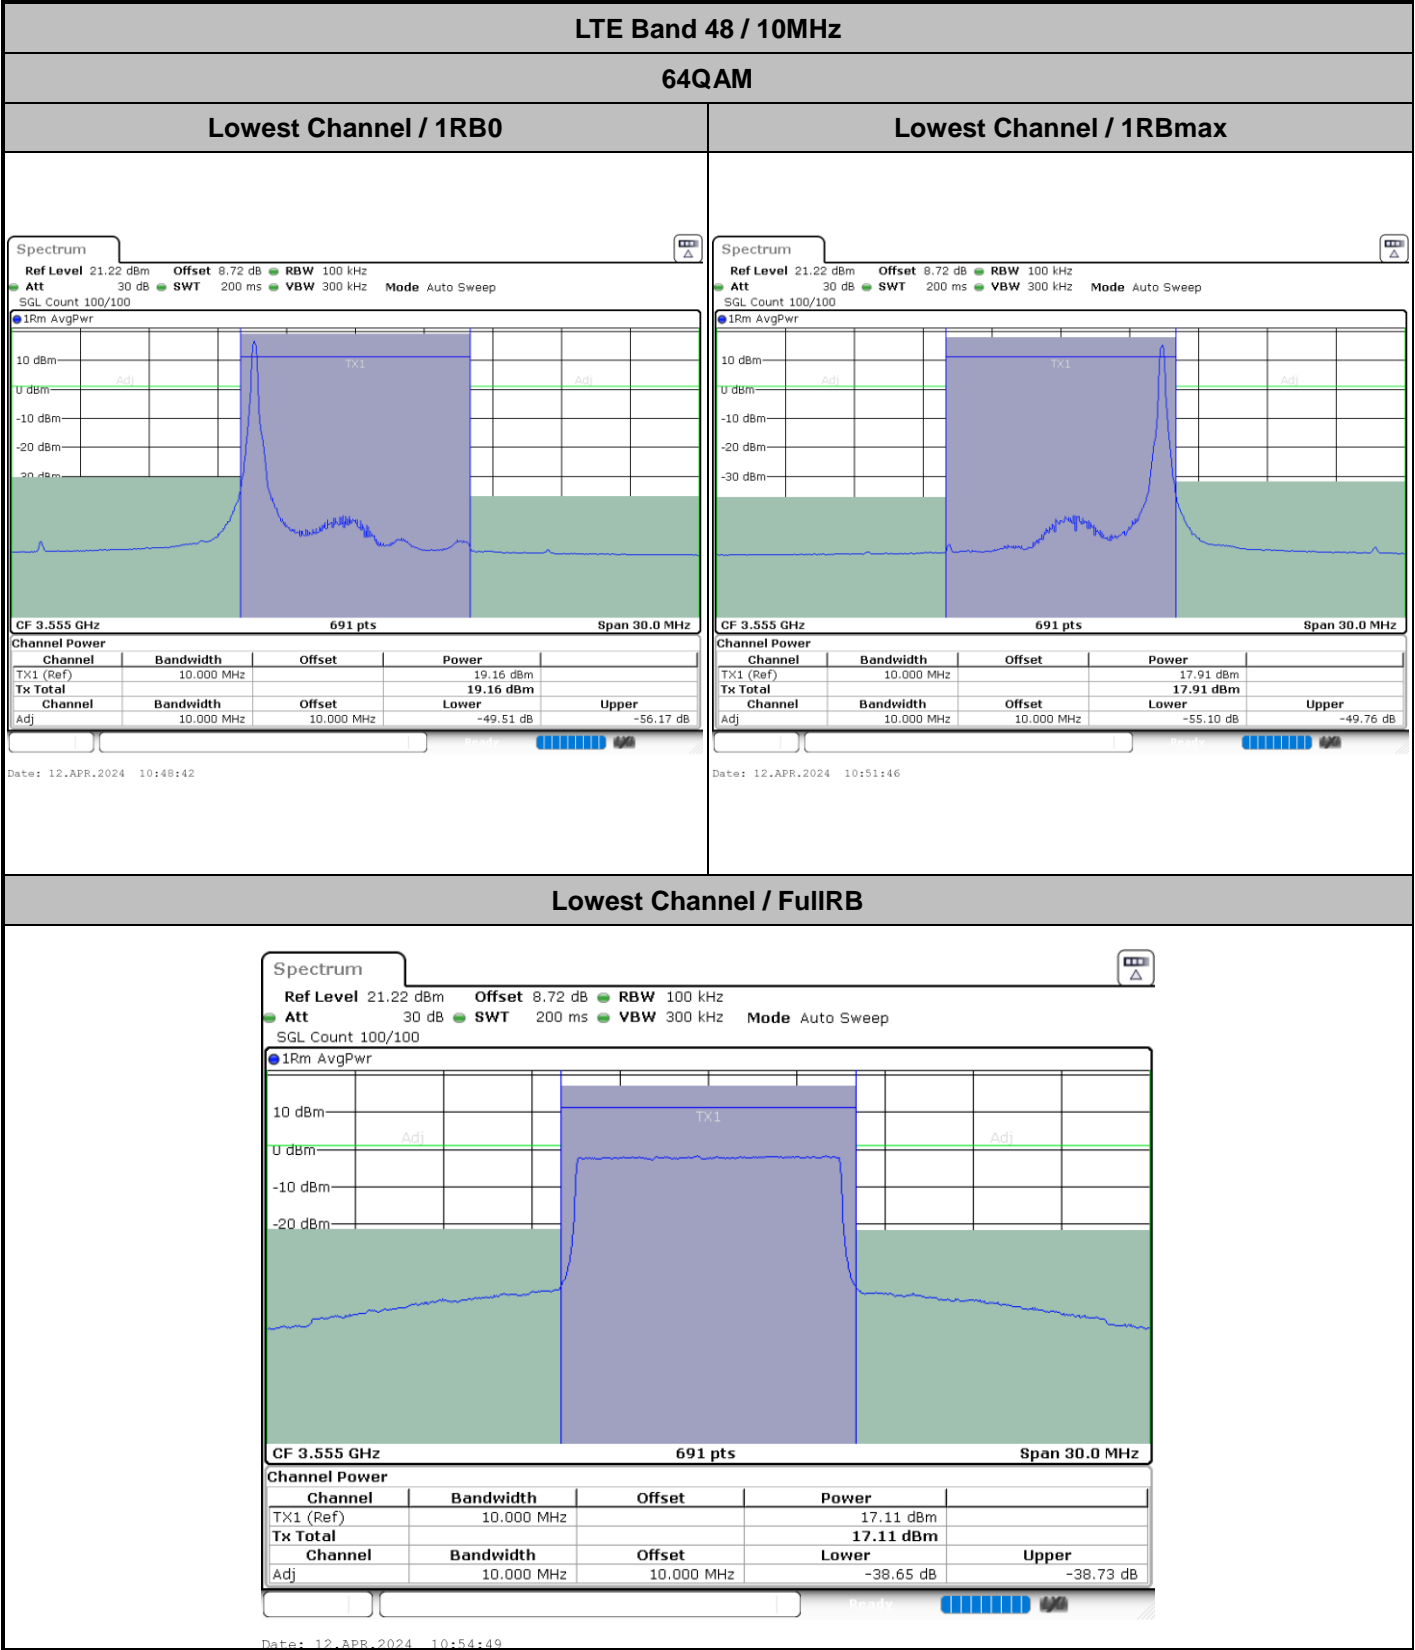 LTE Band 48 / 10MHz
64QAM
Lowest Channel / 1RB0
Lowest Channel / 1RBmax
Spectrum
Ref Level 21.22 dBm Offset 8.72 dB RBW 100 kHz
Att 30 dB SWT 200 ms VBW 300 kHz Mode Auto Sweep
SGL Count 100/100
1Rm AvgPwr
10 dBm
TX1
Adj
Adj
0 dBm
-10 dBm
-20 dBm
-30 dBm
CF 3.555 GHz 691 pts Span 30.0 MHz
Channel Power
Channel Bandwidth Offset Power
TX1 (Ref) 10.000 MHz 19.16 dBm
Tx Total 19.16 dBm
Channel Bandwidth Offset Lower Upper
Adj 10.000 MHz 10.000 MHz -49.51 dB -56.17 dB
Ready
Date: 12.APR.2024 10:48:42
Spectrum
Ref Level 21.22 dBm Offset 8.72 dB RBW 100 kHz
Att 30 dB SWT 200 ms VBW 300 kHz Mode Auto Sweep
SGL Count 100/100
1Rm AvgPwr
10 dBm
TX1
Adj
Adj
0 dBm
-10 dBm
-20 dBm
-30 dBm
CF 3.555 GHz 691 pts Span 30.0 MHz
Channel Power
Channel Bandwidth Offset Power
TX1 (Ref) 10.000 MHz 17.91 dBm
Tx Total 17.91 dBm
Channel Bandwidth Offset Lower Upper
Adj 10.000 MHz 10.000 MHz -55.10 dB -49.76 dB
Ready
Date: 12.APR.2024 10:51:46
Lowest Channel / FullRB
Spectrum
Ref Level 21.22 dBm Offset 8.72 dB RBW 100 kHz
Att 30 dB SWT 200 ms VBW 300 kHz Mode Auto Sweep
SGL Count 100/100
1Rm AvgPwr
10 dBm
TX1
Adj
Adj
0 dBm
-10 dBm
-20 dBm
CF 3.555 GHz 691 pts Span 30.0 MHz
Channel Power
Channel Bandwidth Offset Power
TX1 (Ref) 10.000 MHz 17.11 dBm
Tx Total 17.11 dBm
Channel Bandwidth Offset Lower Upper
Adj 10.000 MHz 10.000 MHz -38.65 dB -38.73 dB
Ready
Date: 12.APR.2024 10:54:49